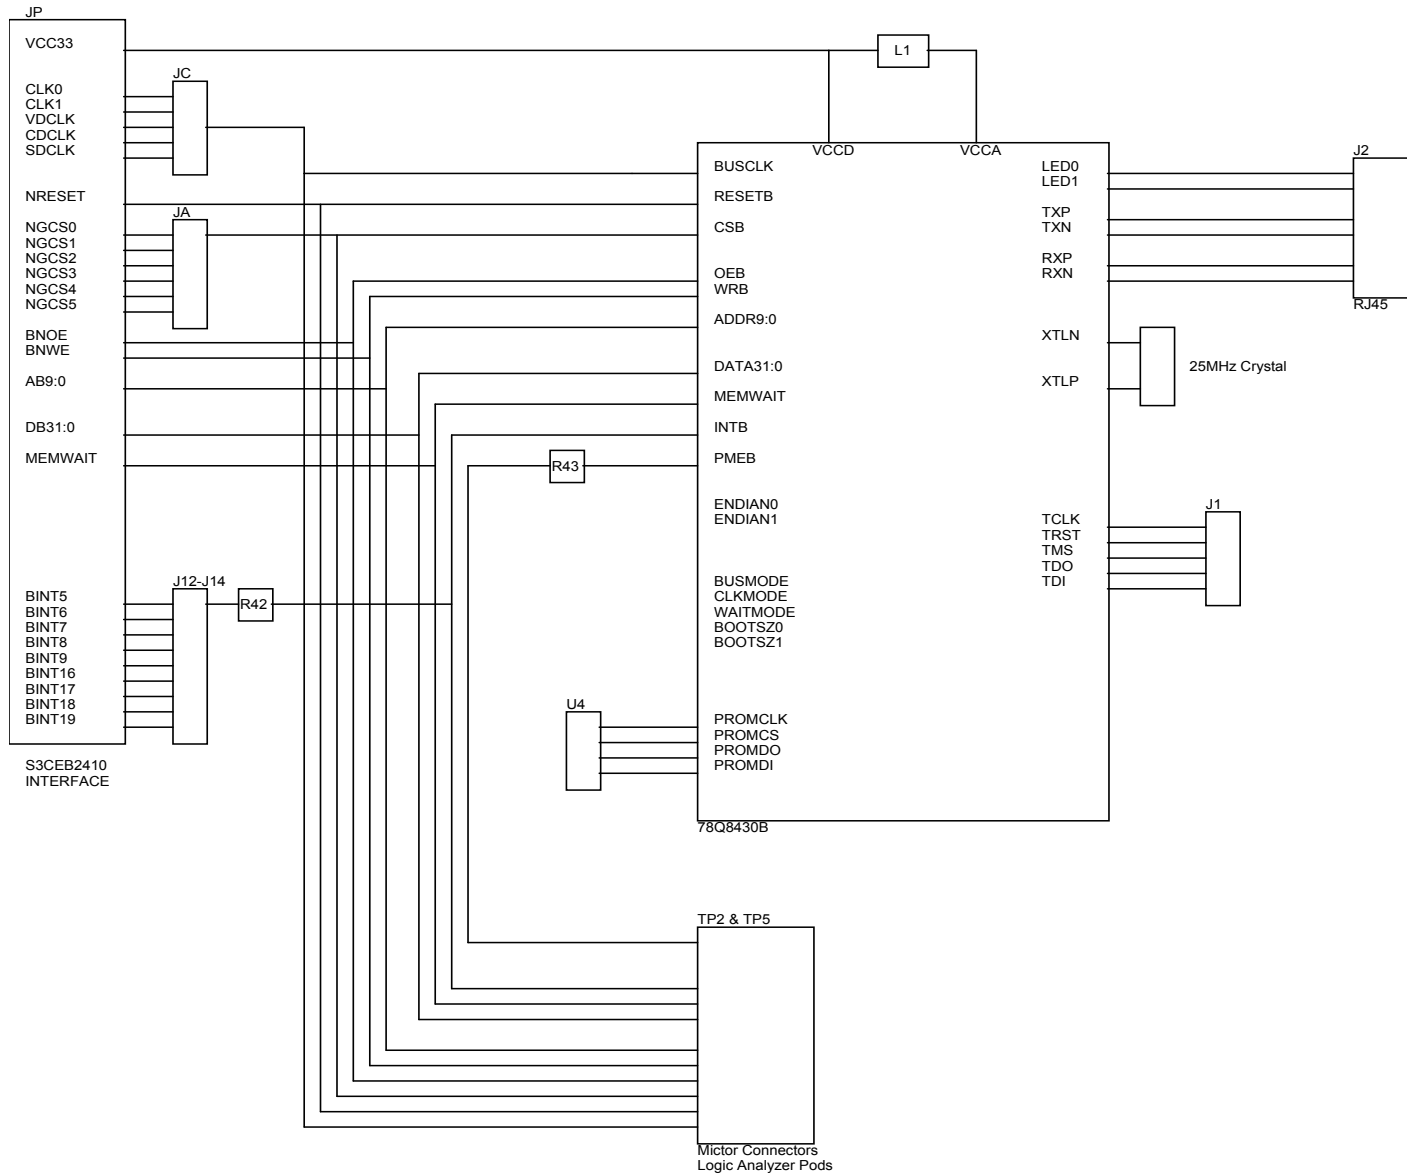 JP
VCC33
CLK0
CLK1
VDCLK
CDCLK
SDCLK
NRESET
NGCS0
NGCS1
NGCS2
NGCS3
NGCS4
NGCS5
BNOE
BNWE
AB9:0
DB31:0
MEMWAIT
BINT5
BINT6
BINT7
BINT8
BINT9
BINT16
BINT17
BINT18
BINT19
S3CEB2410
INTERFACE
JC
JA
J12-J14
R42
R43
L1
U4
VCCD
VCCA
BUSCLK
RESETB
CSB
OEB
WRB
ADDR9:0
DATA31:0
MEMWAIT
INTB
PMEB
ENDIAN0
ENDIAN1
BUSMODE
CLKMODE
WAITMODE
BOOTSZ0
BOOTSZ1
PROMCLK
PROMCS
PROMDO
PROMDI
LED0
LED1
TXP
TXN
RXP
RXN
XTLN
XTLP
TCLK
TRST
TMS
TDO
TDI
78Q8430B
J2
RJ45
25MHz Crystal
J1
TP2 & TP5
Mictor Connectors
Logic Analyzer Pods